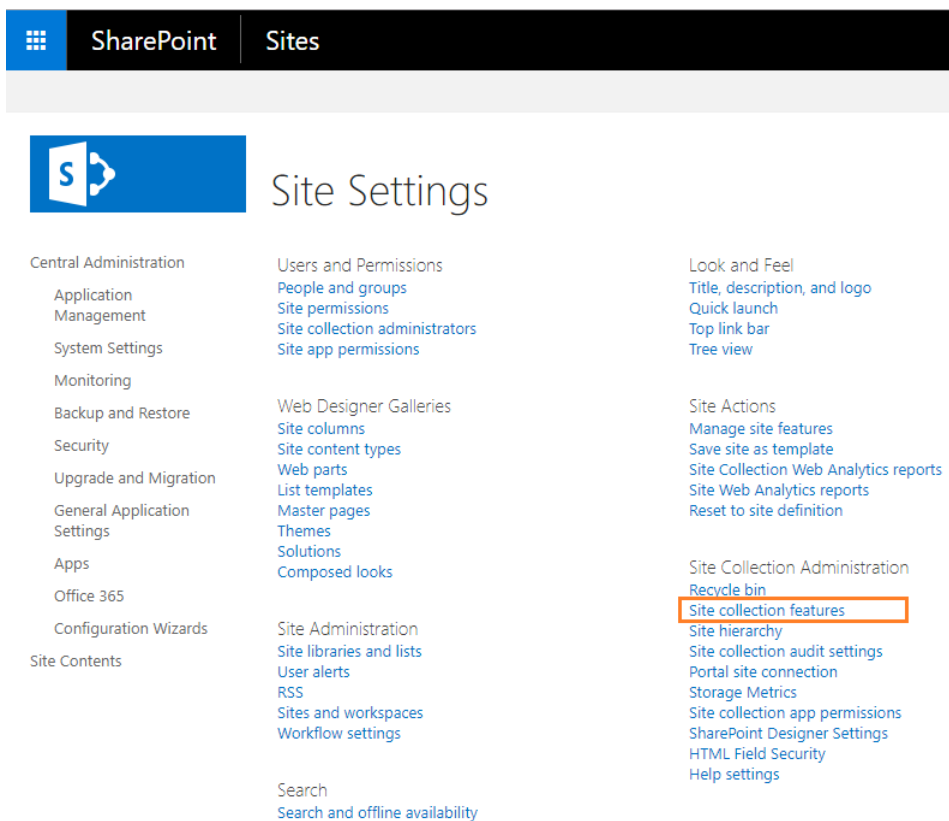 SharePoint Sites
S
Site Settings
Central Administration
Application
Management
System Settings
Monitoring
Backup and Restore
Security
Upgrade and Migration
General Application
Settings
Apps
Office 365
Configuration Wizards
Site Contents
Users and Permissions
People and groups
Site permissions
Site collection administrators
Site app permissions
Web Designer Galleries
Site columns
Site content types
Web parts
List templates
Master pages
Themes
Solutions
Composed looks
Site Administration
Site libraries and lists
User alerts
RSS
Sites and workspaces
Workflow settings
Search
Search and offline availability
Look and Feel
Title, description, and logo
Quick launch
Top link bar
Tree view
Site Actions
Manage site features
Save site as template
Site Collection Web Analytics reports
Site Web Analytics reports
Reset to site definition
Site Collection Administration
Recycle bin
Site collection features
Site hierarchy
Site collection audit settings
Portal site connection
Storage Metrics
Site collection app permissions
SharePoint Designer Settings
HTML Field Security
Help settings